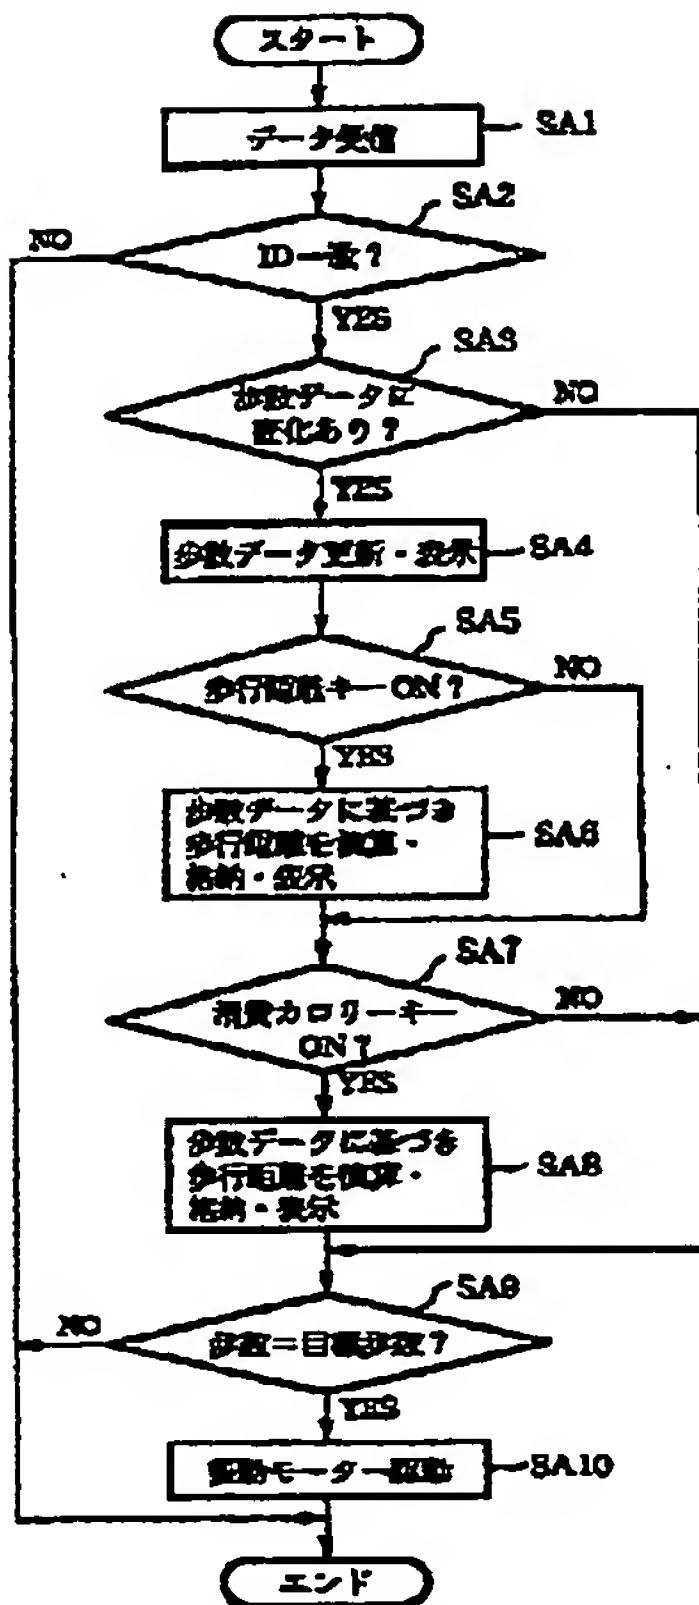 スタート
データ受信
SA1
SA2
NO
ID一致？
YES
SA3
歩数データに
変化あり？
NO
YES
歩数データ更新・表示
SA4
SA5
歩行距離キーON？
NO
YES
歩数データに基づき
歩行距離を演算・
格納・表示
SA6
SA7
消費カロリーキー
ON？
NO
YES
歩数データに基づき
歩行距離を演算・
格納・表示
SA8
SA9
NO
歩数＝目標歩数？
YES
振動モーター駆動
SA10
エンド